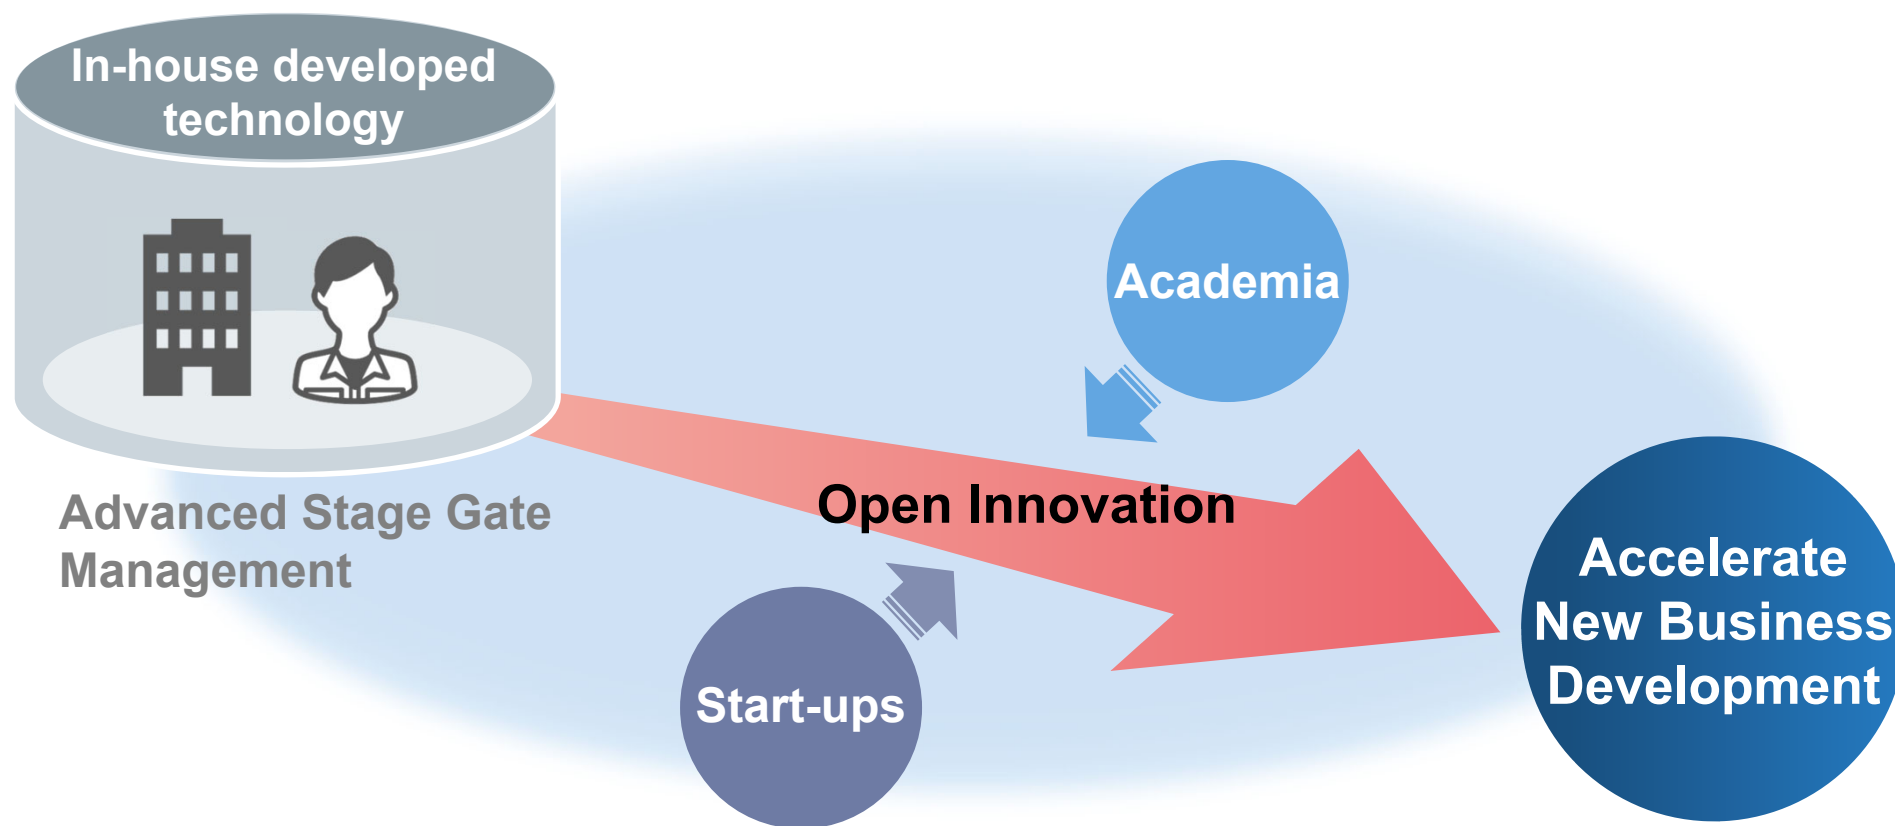 In-house developed
technology
Academia
Open Innovation
Advanced Stage Gate
Management
Start-ups
Accelerate
New Business
Development